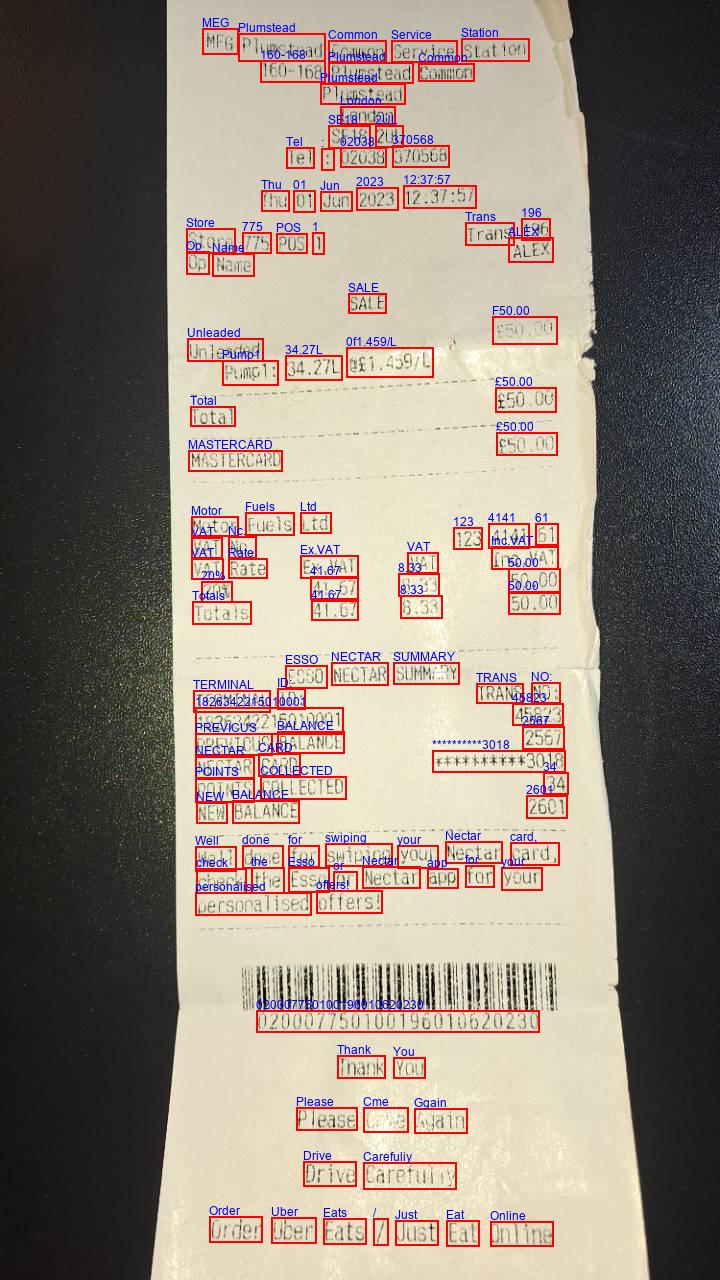 MFG Plumstead Common Service Station
160-168 Plumstead Common
Plumstead
London
SE18 2UL
Tel : 02038 370568
Thu 01 Jun 2023 12:37:57
Store 775 POS 1 Trans 196
Op Name ALEX
SALE
Unleaded £50.00
Pump1: 34.27L @£1.459/L
Total £50.00
MASTERCARD £50.00
Motor Fuels Ltd
VAT No. 123 4141 61
VAT Rate Ex.VAT VAT Inc.VAT
20% 41.67 8.33 50.00
Totals 41.67 8.33 50.00
ESSO NECTAR SUMMARY
TERMINAL ID: TRANS NO:
1826342215010001 45823
PREVIOUS BALANCE 2567
NECTAR CARD **********3018
POINTS COLLECTED 34
NEW BALANCE 2601
Well done for swiping your Nectar card,
check the Esso or Nectar app for your
personalised offers!
020007750100196010620230
Thank You
Please Come Again
Drive Carefully
Order Uber Eats / Just Eat Online